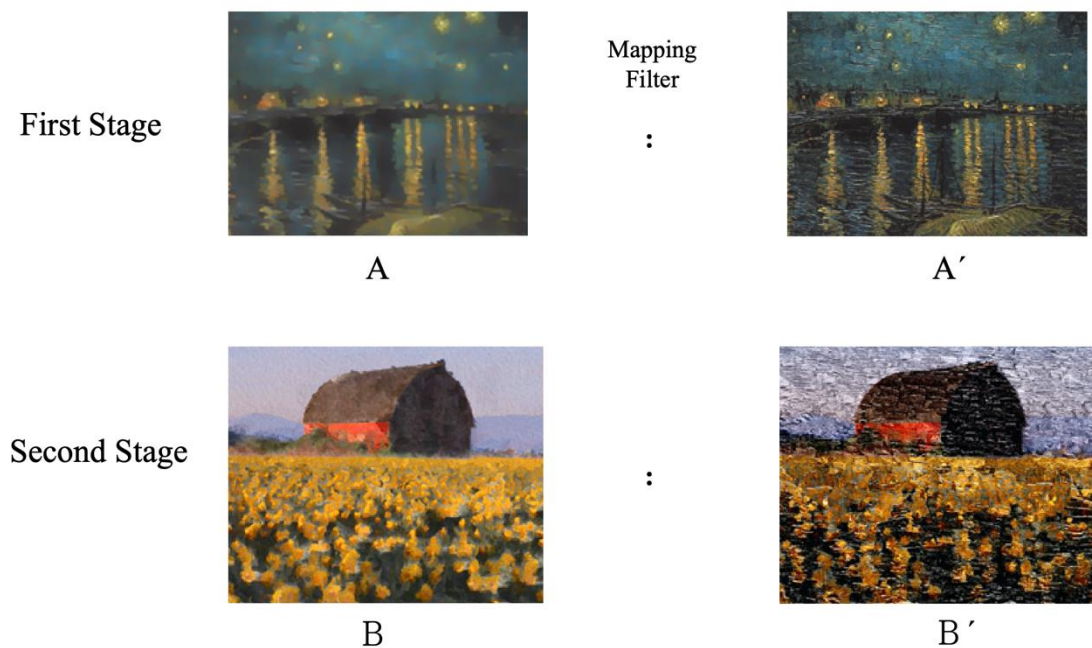 Mapping
Filter
First Stage
:
A
A´
Second Stage
:
B
B´